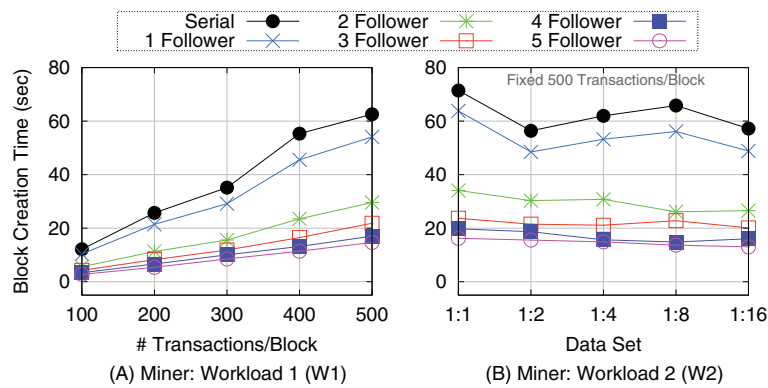 Serial 2 Follower 4 Follower
1 Follower 3 Follower 5 Follower
Block Creation Time (sec)
80
60
40
20
0
100 200 300 400 500
# Transactions/Block
(A) Miner: Workload 1 (W1)
Fixed 500 Transactions/Block
80
60
40
20
0
1:1 1:2 1:4 1:8 1:16
Data Set
(B) Miner: Workload 2 (W2)